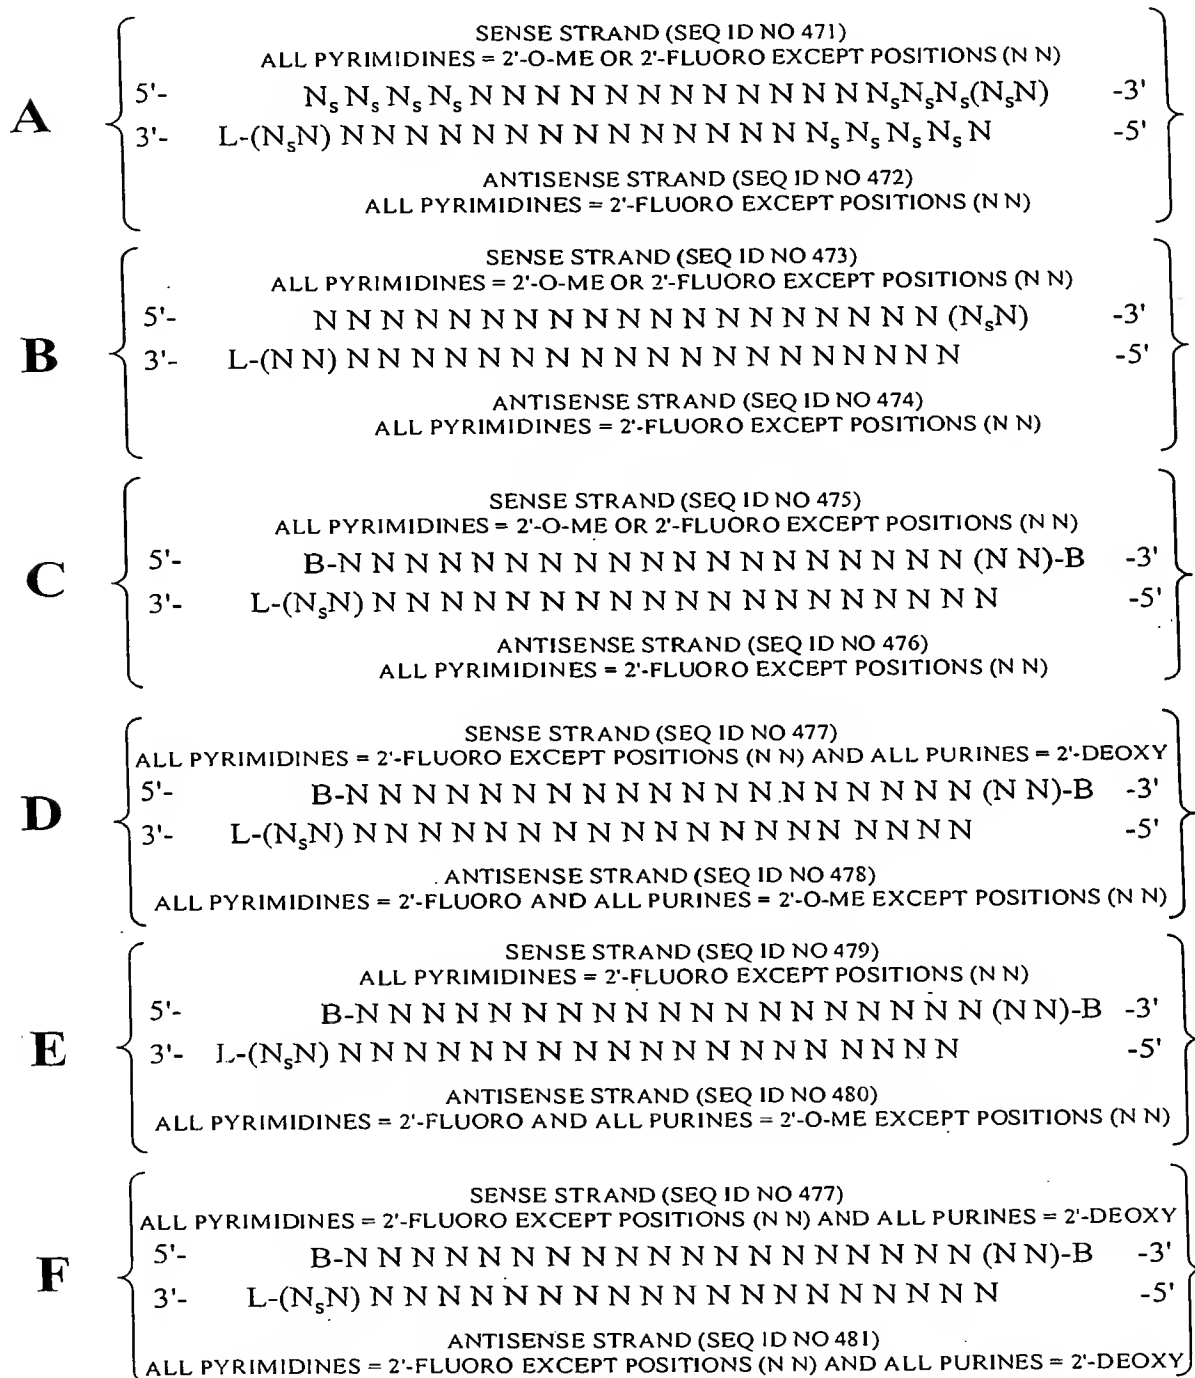 A
SENSE STRAND (SEQ ID NO 471)
ALL PYRIMIDINES = 2'-O-ME OR 2'-FLUORO EXCEPT POSITIONS (N N)
5'- NsNsNsNsN N N N N N N N N N N N NsNsNs(NsN) -3'
3'- L-(NsN) N N N N N N N N N N N N N N NsNsNsNsN -5'
ANTISENSE STRAND (SEQ ID NO 472)
ALL PYRIMIDINES = 2'-FLUORO EXCEPT POSITIONS (N N)
B
SENSE STRAND (SEQ ID NO 473)
ALL PYRIMIDINES = 2'-O-ME OR 2'-FLUORO EXCEPT POSITIONS (N N)
5'- N N N N N N N N N N N N N N N N N N N (NsN) -3'
3'- L-(N N) N N N N N N N N N N N N N N N N N N N -5'
ANTISENSE STRAND (SEQ ID NO 474)
ALL PYRIMIDINES = 2'-FLUORO EXCEPT POSITIONS (N N)
C
SENSE STRAND (SEQ ID NO 475)
ALL PYRIMIDINES = 2'-O-ME OR 2'-FLUORO EXCEPT POSITIONS (N N)
5'- B-N N N N N N N N N N N N N N N N N N N (N N)-B -3'
3'- L-(NsN) N N N N N N N N N N N N N N N N N N N -5'
ANTISENSE STRAND (SEQ ID NO 476)
ALL PYRIMIDINES = 2'-FLUORO EXCEPT POSITIONS (N N)
D
SENSE STRAND (SEQ ID NO 477)
ALL PYRIMIDINES = 2'-FLUORO EXCEPT POSITIONS (N N) AND ALL PURINES = 2'-DEOXY
5'- B-N N N N N N N N N N N N N N N N N N N (N N)-B -3'
3'- L-(NsN) N N N N N N N N N N N N N N N N N N N -5'
ANTISENSE STRAND (SEQ ID NO 478)
ALL PYRIMIDINES = 2'-FLUORO AND ALL PURINES = 2'-O-ME EXCEPT POSITIONS (N N)
E
SENSE STRAND (SEQ ID NO 479)
ALL PYRIMIDINES = 2'-FLUORO EXCEPT POSITIONS (N N)
5'- B-N N N N N N N N N N N N N N N N N N N (N N)-B -3'
3'- L-(NsN) N N N N N N N N N N N N N N N N N N N -5'
ANTISENSE STRAND (SEQ ID NO 480)
ALL PYRIMIDINES = 2'-FLUORO AND ALL PURINES = 2'-O-ME EXCEPT POSITIONS (N N)
F
SENSE STRAND (SEQ ID NO 477)
ALL PYRIMIDINES = 2'-FLUORO EXCEPT POSITIONS (N N) AND ALL PURINES = 2'-DEOXY
5'- B-N N N N N N N N N N N N N N N N N N N (N N)-B -3'
3'- L-(NsN) N N N N N N N N N N N N N N N N N N N -5'
ANTISENSE STRAND (SEQ ID NO 481)
ALL PYRIMIDINES = 2'-FLUORO EXCEPT POSITIONS (N N) AND ALL PURINES = 2'-DEOXY